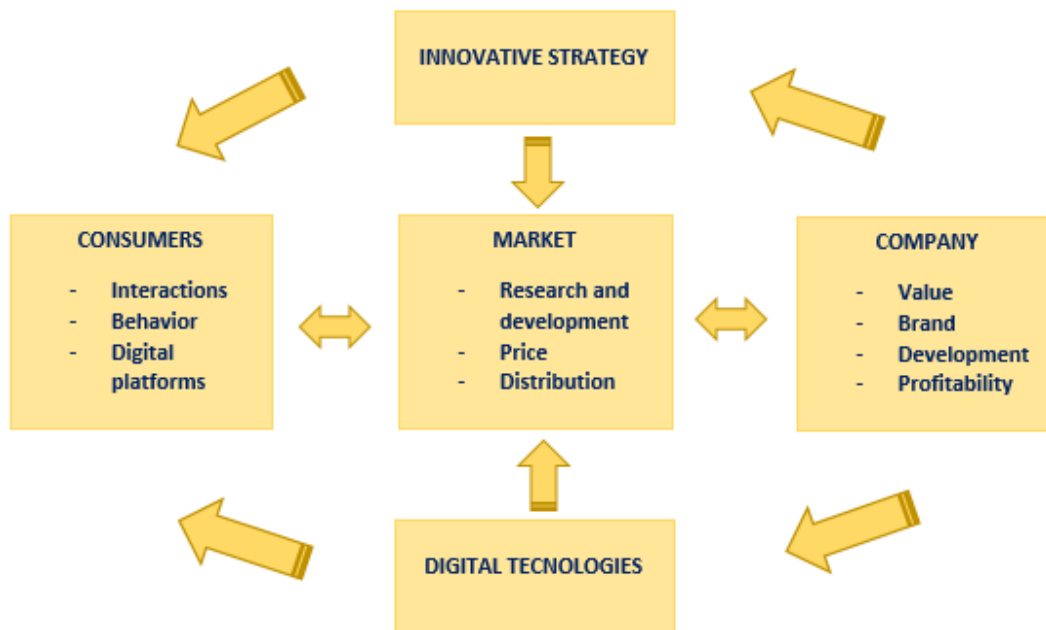 INNOVATIVE STRATEGY
CONSUMERS
- Interactions
- Behavior
- Digital
platforms
MARKET
- Research and
development
- Price
- Distribution
COMPANY
- Value
- Brand
- Development
- Profitability
DIGITAL TECNOLOGIES